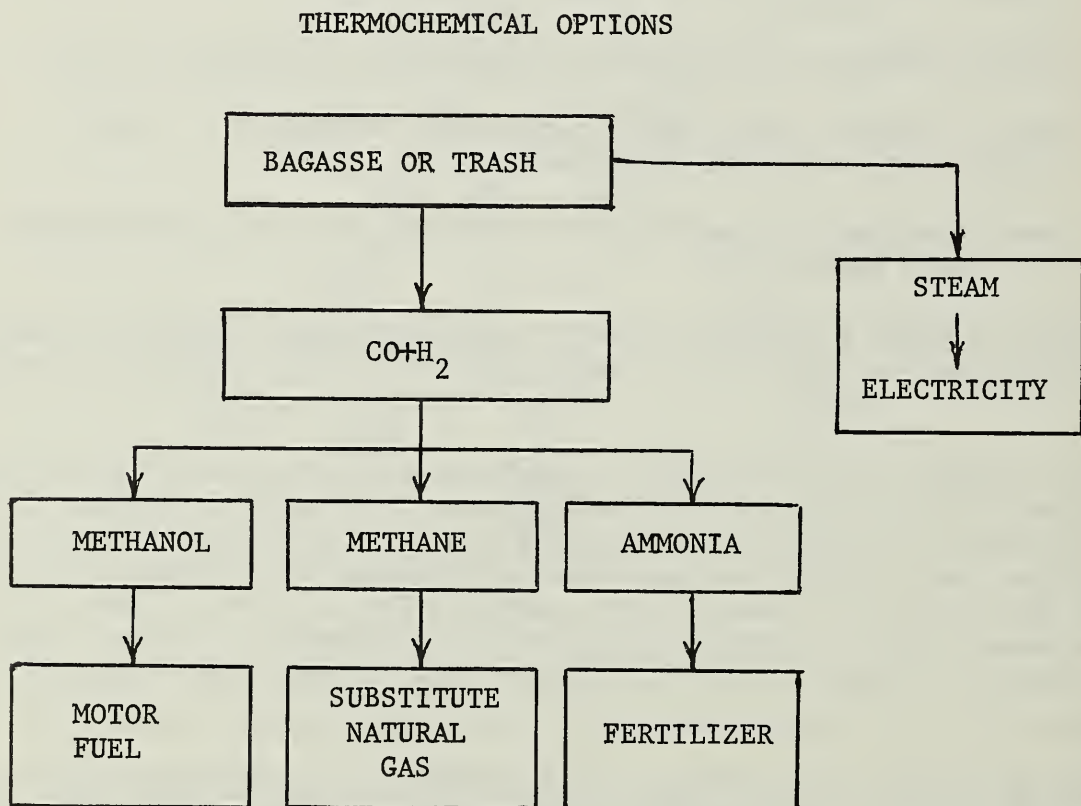 THERMOCHEMICAL OPTIONS
BAGASSE OR TRASH
STEAM
ELECTRICITY
CO+H2
METHANOL
METHANE
AMMONIA
MOTOR
FUEL
SUBSTITUTE
NATURAL
GAS
FERTILIZER